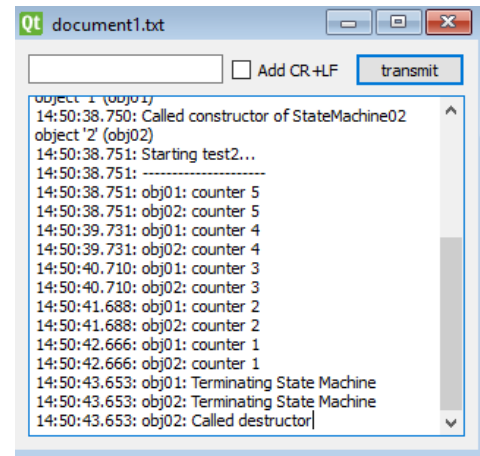 Qt document1.txt
Add CR+LF transmit
object '1' (obj01)
14:50:38.750: Called constructor of StateMachine02
object '2' (obj02)
14:50:38.751: Starting test2...
14:50:38.751: ----------------------
14:50:38.751: obj01: counter 5
14:50:38.751: obj02: counter 5
14:50:39.731: obj01: counter 4
14:50:39.731: obj02: counter 4
14:50:40.710: obj01: counter 3
14:50:40.710: obj02: counter 3
14:50:41.688: obj01: counter 2
14:50:41.688: obj02: counter 2
14:50:42.666: obj01: counter 1
14:50:42.666: obj02: counter 1
14:50:43.653: obj01: Terminating State Machine
14:50:43.653: obj02: Terminating State Machine
14:50:43.653: obj02: Called destructor